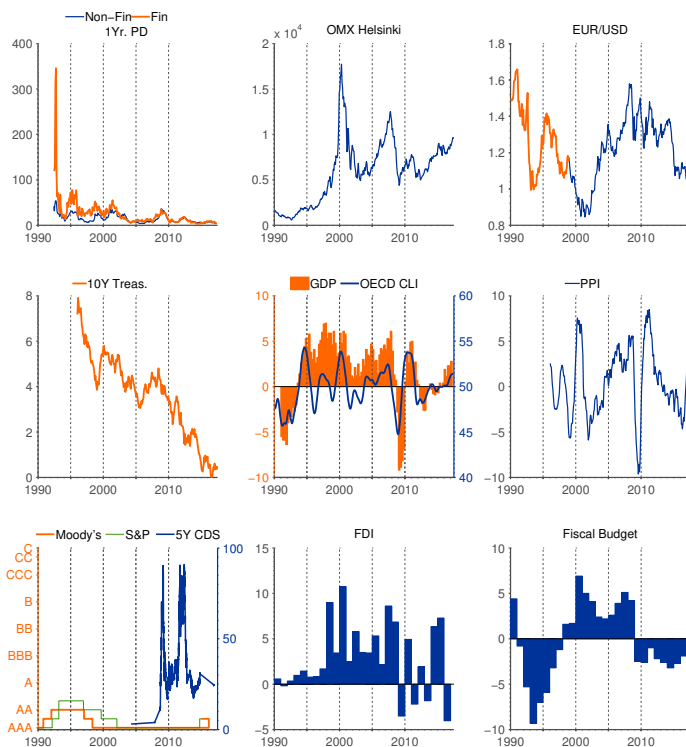 Non−Fin Fin
1Yr. PD
400
300
200
100
0
1990 2000 2010
OMX Helsinki
2 x 10^4
1.5
1
0.5
0
1990 2000 2010
EUR/USD
1.8
1.6
1.4
1.2
1
0.8
1990 2000 2010
10Y Treas.
8
6
4
2
0
1990 2000 2010
GDP OECD CLI
10 60
5 55
0 50
−5 45
−10 40
1990 2000 2010
PPI
10
5
0
−5
−10
1990 2000 2010
Moody's S&P 5Y CDS
C 100
CC
CCC
B
BB 50
BBB
A
AA
AAA 0
1990 2000 2010
FDI
15
10
5
0
−5
1990 2000 2010
Fiscal Budget
10
5
0
−5
−10
1990 2000 2010